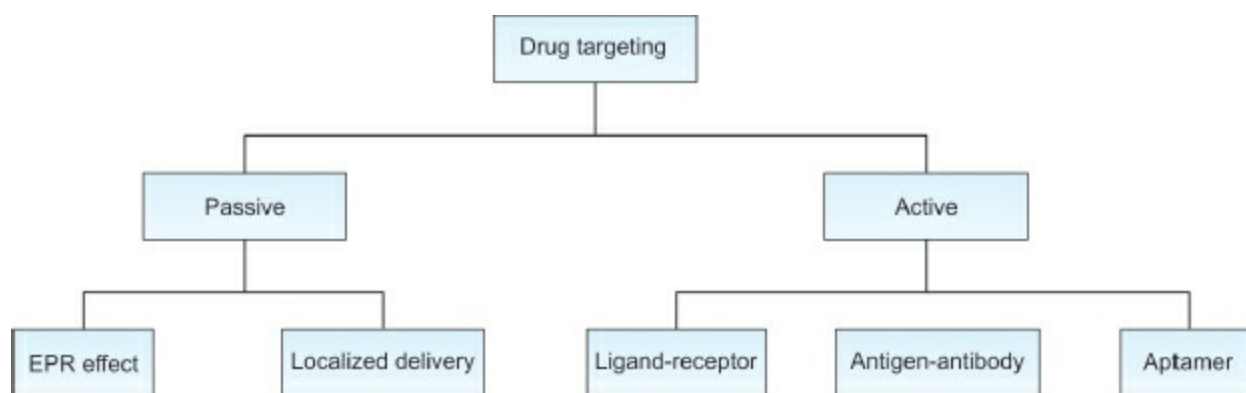 Drug targeting
Passive
Active
EPR effect
Localized delivery
Ligand-receptor
Antigen-antibody
Aptamer